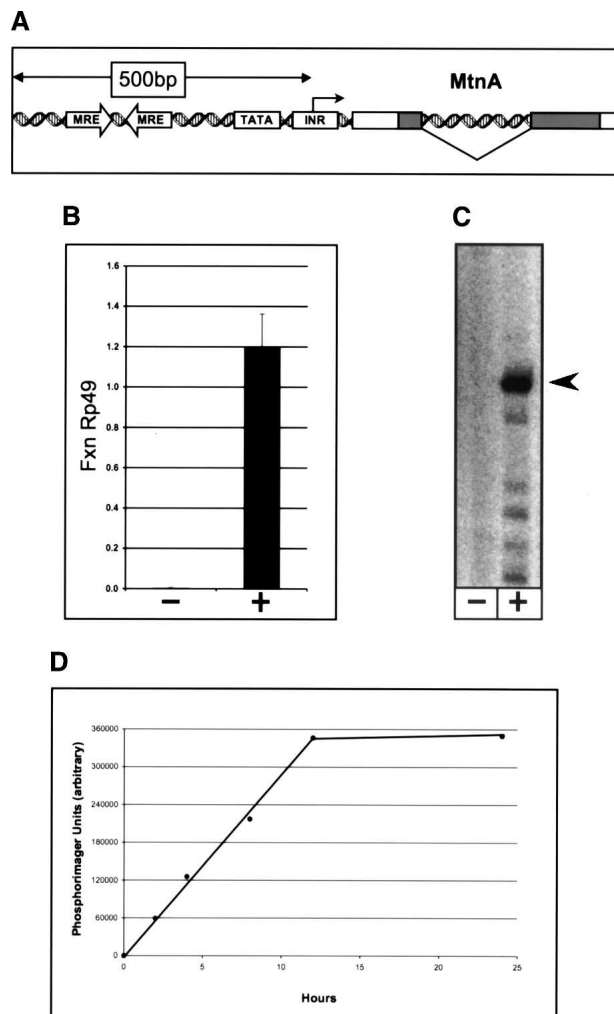 A
500bp
MtnA
MRE MRE TATA INR
B
C
1.6
1.4
1.2
1.0
0.8
0.6
0.4
0.2
0.0
Fxn Rp49
− +
− +
D
360000
300000
240000
180000
120000
60000
0
Phosphorimager Units (arbitrary)
0 5 10 15 20 25
Hours